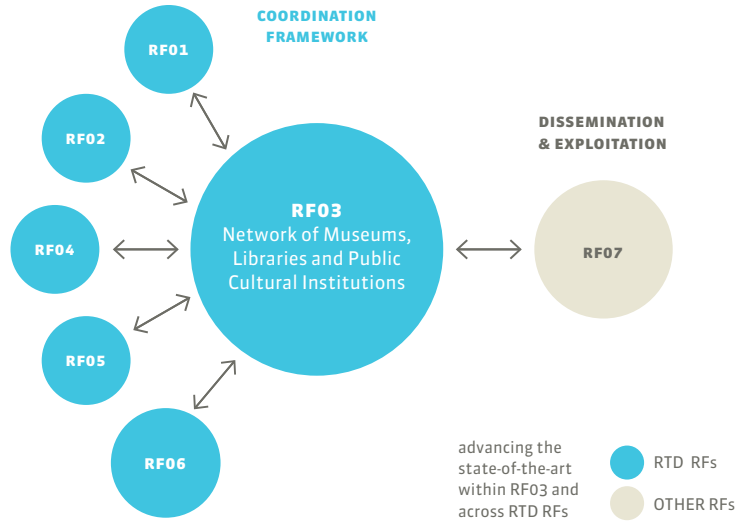 COORDINATION
FRAMEWORK
RF01
RF02
RF04
RF05
RF06
RF03
Network of Museums,
Libraries and Public
Cultural Institutions
DISSEMINATION
& EXPLOITATION
RF07
advancing the
state-of-the-art
within RF03 and
across RTD RFs
RTD RFs
OTHER RFs